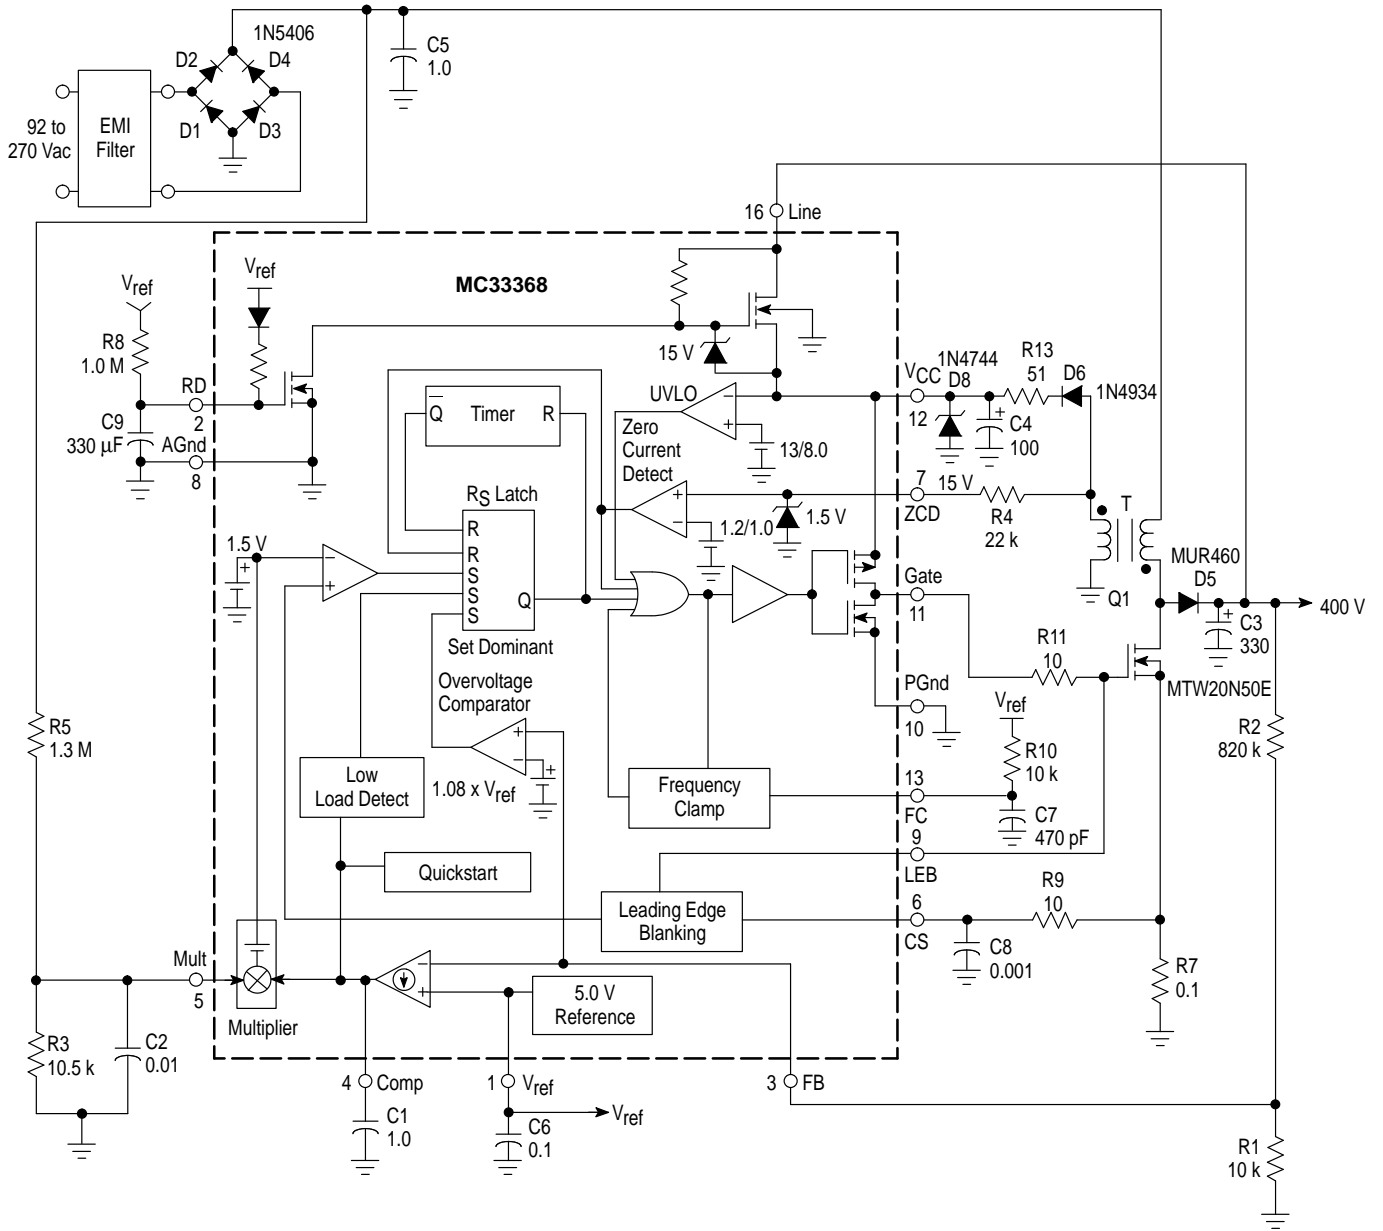 1N5406
D2
D4
D1
D3
C5
1.0
92 to
270 Vac
EMI
Filter
16
Line
MC33368
Vref
Vref
R8
1.0 M
RD
2
C9
330 µF
AGnd
8
15 V
UVLO
VCC
12
1N4744
D8
R13
51
D6
1N4934
C4
+
100
Q̅
Timer
R
Zero
Current
Detect
-
+
13/8.0
RS Latch
R
R
S
S
S
Q
Set Dominant
+
-
1.2/1.0
1.5 V
7
ZCD
15 V
R4
22 k
T
1.5 V
-
+
+
Gate
11
MUR460
D5
Q1
C3
+
330
400 V
R11
10
MTW20N50E
Overvoltage
Comparator
+
-
+
1.08 x Vref
PGnd
10
Vref
R10
10 k
R2
820 k
R5
1.3 M
Low
Load Detect
Frequency
Clamp
13
FC
C7
470 pF
9
LEB
Quickstart
Leading Edge
Blanking
6
CS
R9
10
C8
0.001
R7
0.1
Mult
5
Multiplier
-
+
5.0 V
Reference
R3
10.5 k
C2
0.01
4
Comp
1
Vref
3
FB
C1
1.0
C6
0.1
Vref
R1
10 k